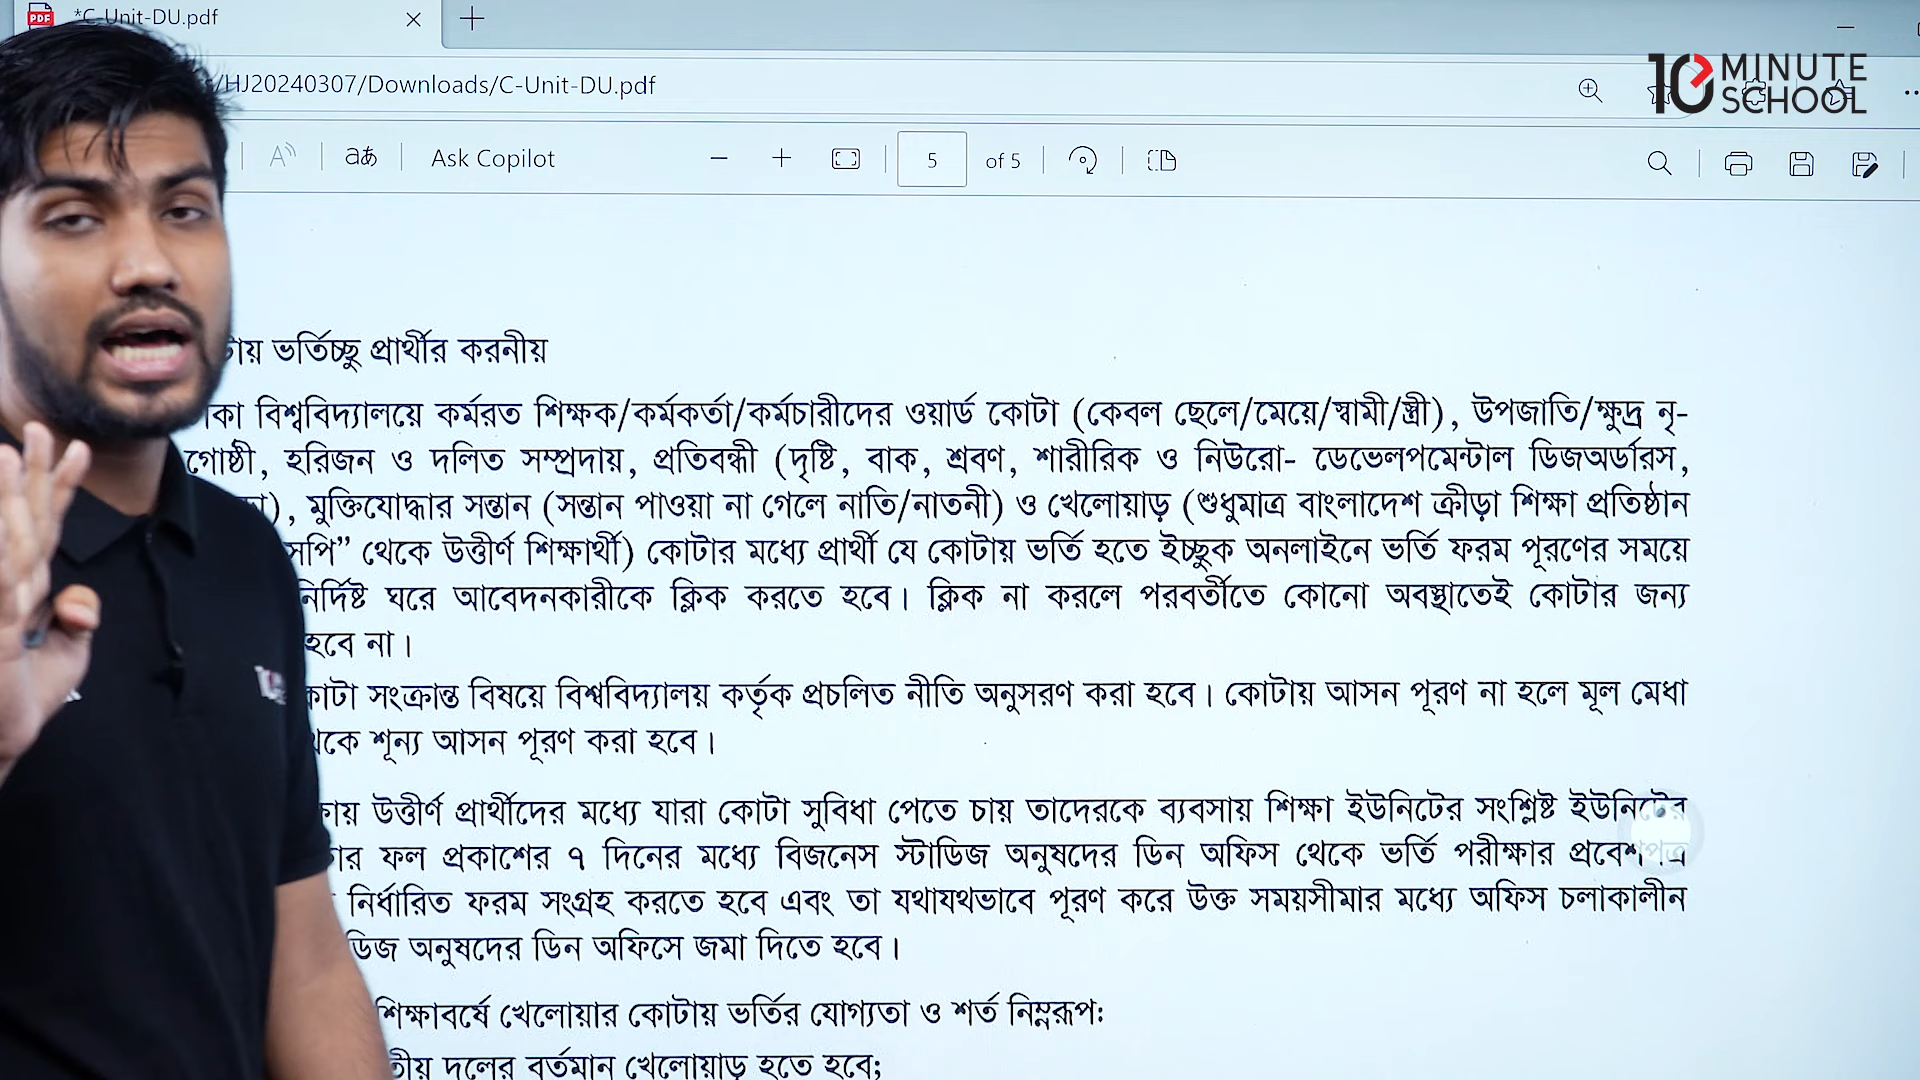 *C-Unit-DU.pdf
10 MINUTE SCHOOL
/HJ20240307/Downloads/C-Unit-DU.pdf
Ask Copilot
5 of 5
ভর্তিচ্ছু প্রার্থীর করনীয়
বিশ্ববিদ্যালয়ে কর্মরত শিক্ষক/কর্মকর্তা/কর্মচারীদের ওয়ার্ড কোটা (কেবল ছেলে/মেয়ে/স্বামী/স্ত্রী), উপজাতি/ক্ষুদ্র নৃ-
গোষ্ঠী, হরিজন ও দলিত সম্প্রদায়, প্রতিবন্ধী (দৃষ্টি, বাক, শ্রবণ, শারীরিক ও নিউরো- ডেভেলপমেন্টাল ডিজঅর্ডারস,
মুক্তিযোদ্ধার সন্তান (সন্তান পাওয়া না গেলে নাতি/নাতনী) ও খেলোয়াড় (শুধুমাত্র বাংলাদেশ ক্রীড়া শিক্ষা প্রতিষ্ঠান
থেকে উত্তীর্ণ শিক্ষার্থী) কোটার মধ্যে প্রার্থী যে কোটায় ভর্তি হতে ইচ্ছুক অনলাইনে ভর্তি ফরম পূরণের সময়ে
নির্দিষ্ট ঘরে আবেদনকারীকে ক্লিক করতে হবে। ক্লিক না করলে পরবর্তীতে কোনো অবস্থাতেই কোটার জন্য
হবে না।
সংক্রান্ত বিষয়ে বিশ্ববিদ্যালয় কর্তৃক প্রচলিত নীতি অনুসরণ করা হবে। কোটায় আসন পূরণ না হলে মূল মেধা
শূন্য আসন পূরণ করা হবে।
উত্তীর্ণ প্রার্থীদের মধ্যে যারা কোটা সুবিধা পেতে চায় তাদেরকে ব্যবসায় শিক্ষা ইউনিটের সংশ্লিষ্ট ইউনিটের
ফল প্রকাশের ৭ দিনের মধ্যে বিজনেস স্টাডিজ অনুষদের ডিন অফিস থেকে ভর্তি পরীক্ষার
নির্ধারিত ফরম সংগ্রহ করতে হবে এবং তা যথাযথভাবে পূরণ করে উক্ত সময়সীমার মধ্যে অফিস চলাকালীন
অনুষদের ডিন অফিসে জমা দিতে হবে।
শিক্ষাবর্ষে খেলোয়ার কোটায় ভর্তির যোগ্যতা ও শর্ত নিম্নরূপঃ
দলের বর্তমান খেলোয়াড় হতে হবে;